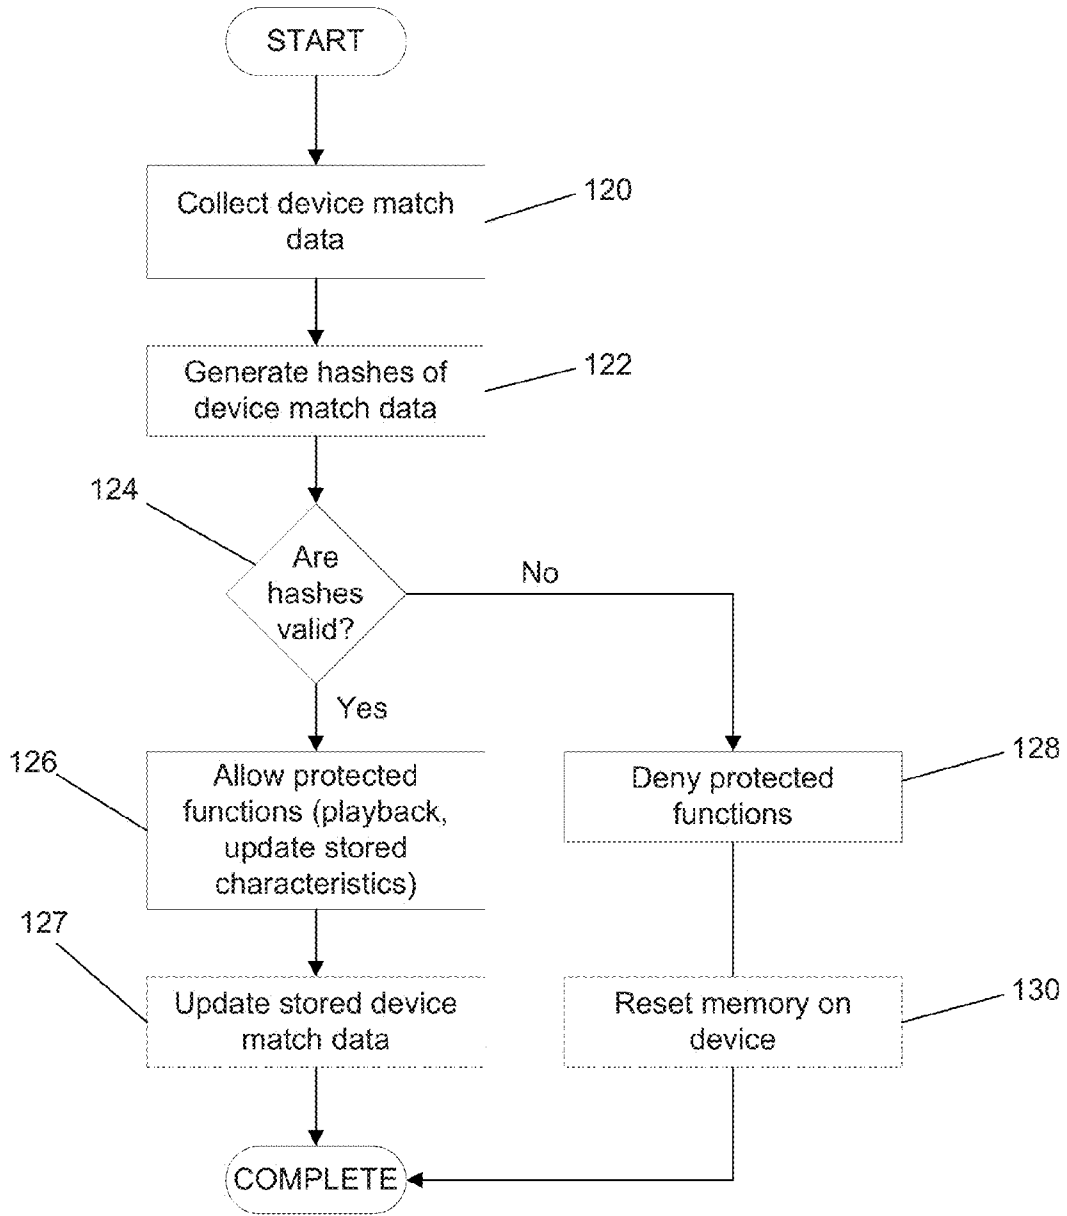 START
Collect device match
data
120
Generate hashes of
device match data
122
124
Are
hashes
valid?
No
Yes
126
Allow protected
functions (playback,
update stored
characteristics)
Deny protected
functions
128
127
Update stored device
match data
Reset memory on
device
130
COMPLETE